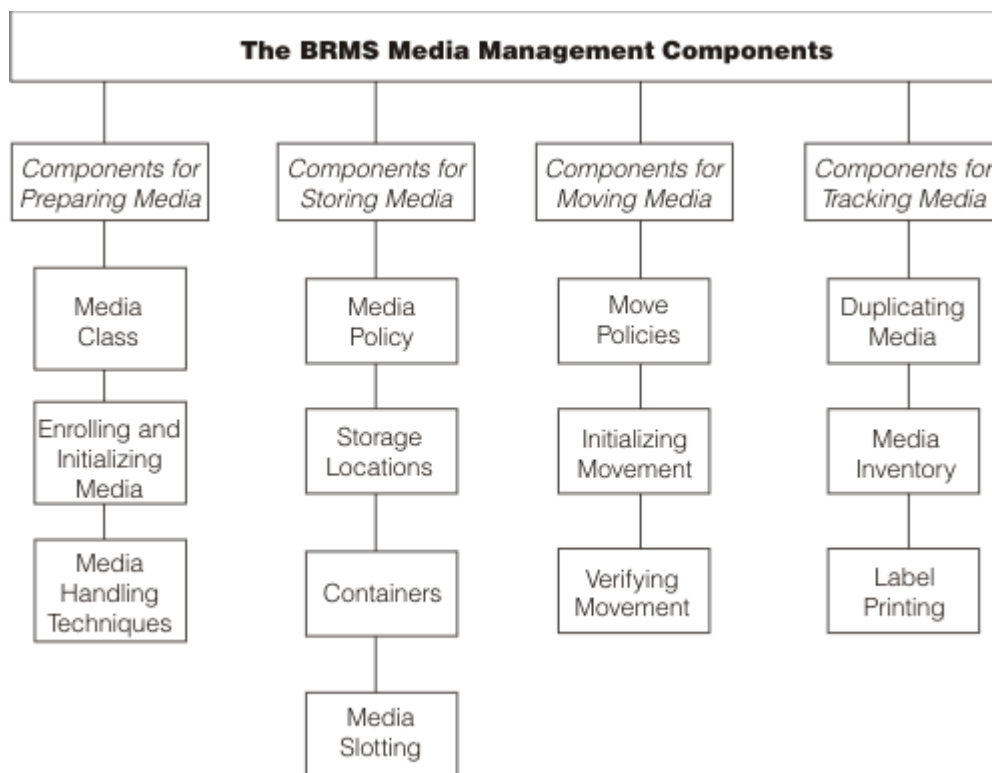 The BRMS Media Management Components
Components for
Preparing Media
Components for
Storing Media
Components for
Moving Media
Components for
Tracking Media
Media
Class
Enrolling and
Initializing
Media
Media
Handling
Techniques
Media
Policy
Storage
Locations
Containers
Media
Slotting
Move
Policies
Initializing
Movement
Verifying
Movement
Duplicating
Media
Media
Inventory
Label
Printing